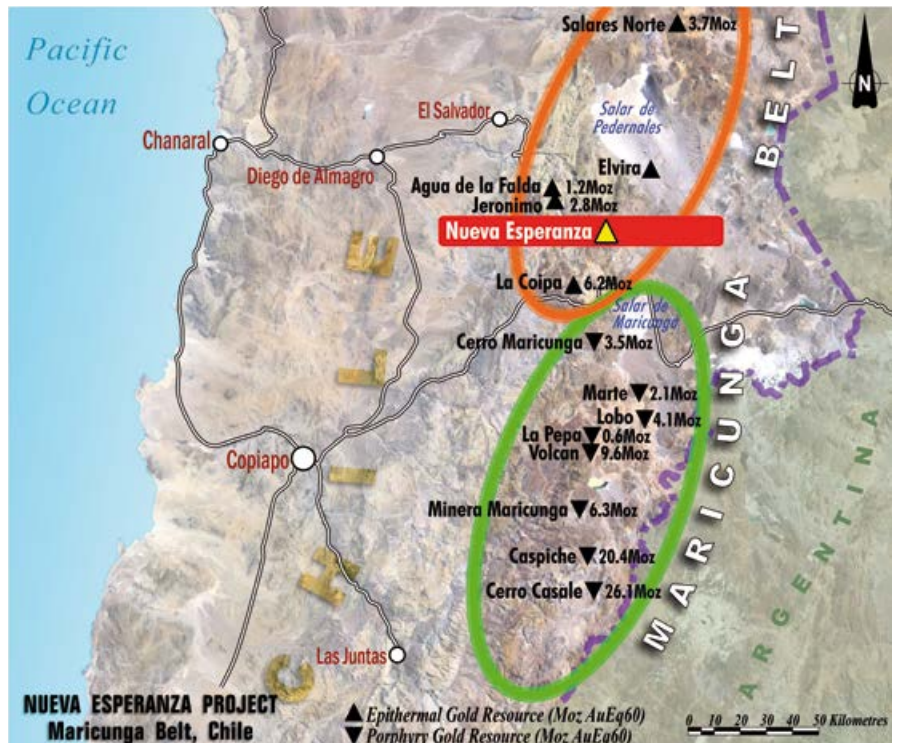 Pacific
Ocean
Salares Norte 3.7Moz
BELT
N
El Salvador
Salar de
Pedernales
Chanaral
Diego de Almagro
Elvira
Agua de la Falda 1.2Moz
Jeronimo 2.8Moz
Nueva Esperanza
La Coipa 6.2Moz
Salar de
Maricunga
Cerro Maricunga 3.5Moz
Marte 2.1Moz
Lobo 4.1Moz
La Pepa 0.6Moz
Volcan 9.6Moz
Copiapo
MARICUNGA
Minera Maricunga 6.3Moz
Caspiche 20.4Moz
Cerro Casale 26.1Moz
CHILE
ARGENTINA
Las Juntas
NUEVA ESPERANZA PROJECT
Maricunga Belt, Chile
Epithermal Gold Resource (Moz AuEq60)
Porphyry Gold Resource (Moz AuEq60)
0 10 20 30 40 50 Kilometres